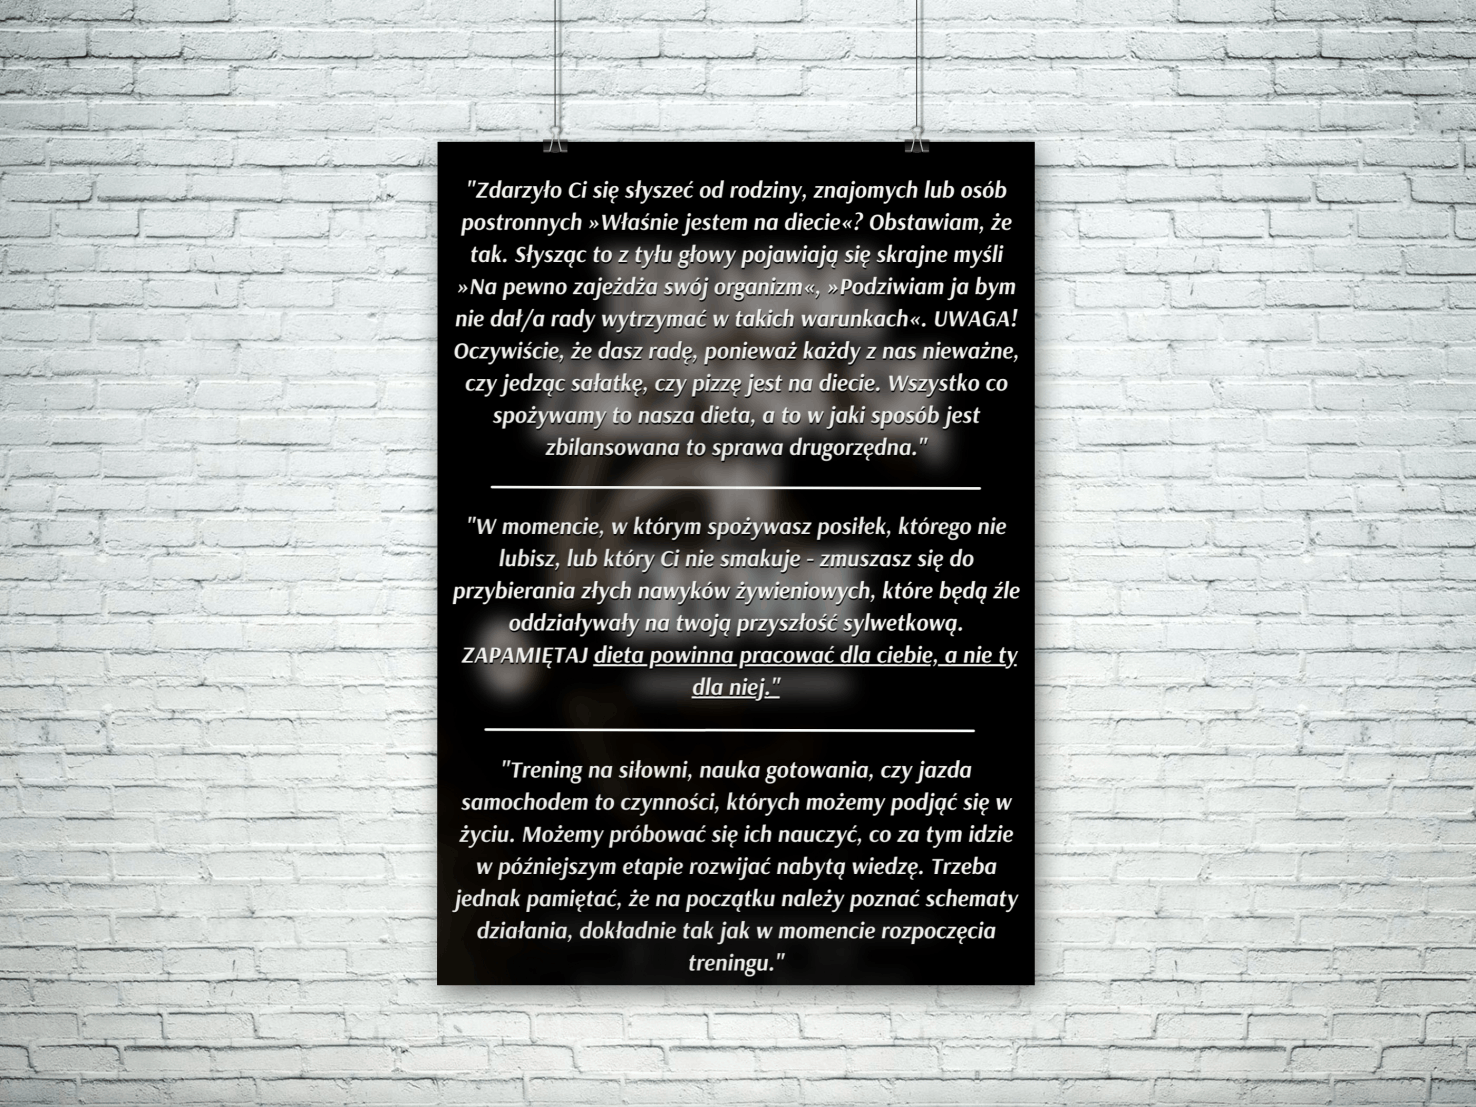 "Zdarzyło Ci się słyszeć od rodziny, znajomych lub osób
postronnych »Właśnie jestem na diecie«? Obstawiam, że
tak. Słysząc to z tyłu głowy pojawiają się skrajne myśli
»Na pewno zajeżdża swój organizm«, »Podziwiam ja bym
nie dał/a rady wytrzymać w takich warunkach«. UWAGA!
Oczywiście, że dasz radę, ponieważ każdy z nas nieważne,
czy jedząc sałatkę, czy pizzę jest na diecie. Wszystko co
spożywamy to nasza dieta, a to w jaki sposób jest
zbilansowana to sprawa drugorzędna."
"W momencie, w którym spożywasz posiłek, którego nie
lubisz, lub który Ci nie smakuje - zmuszasz się do
przybierania złych nawyków żywieniowych, które będą źle
oddziaływały na twoją przyszłość sylwetkową.
ZAPAMIĘTAJ dieta powinna pracować dla ciebie, a nie ty
dla niej."
"Trening na siłowni, nauka gotowania, czy jazda
samochodem to czynności, których możemy podjąć się w
życiu. Możemy próbować się ich nauczyć, co za tym idzie
w późniejszym etapie rozwijać nabytą wiedzę. Trzeba
jednak pamiętać, że na początku należy poznać schematy
działania, dokładnie tak jak w momencie rozpoczęcia
treningu."